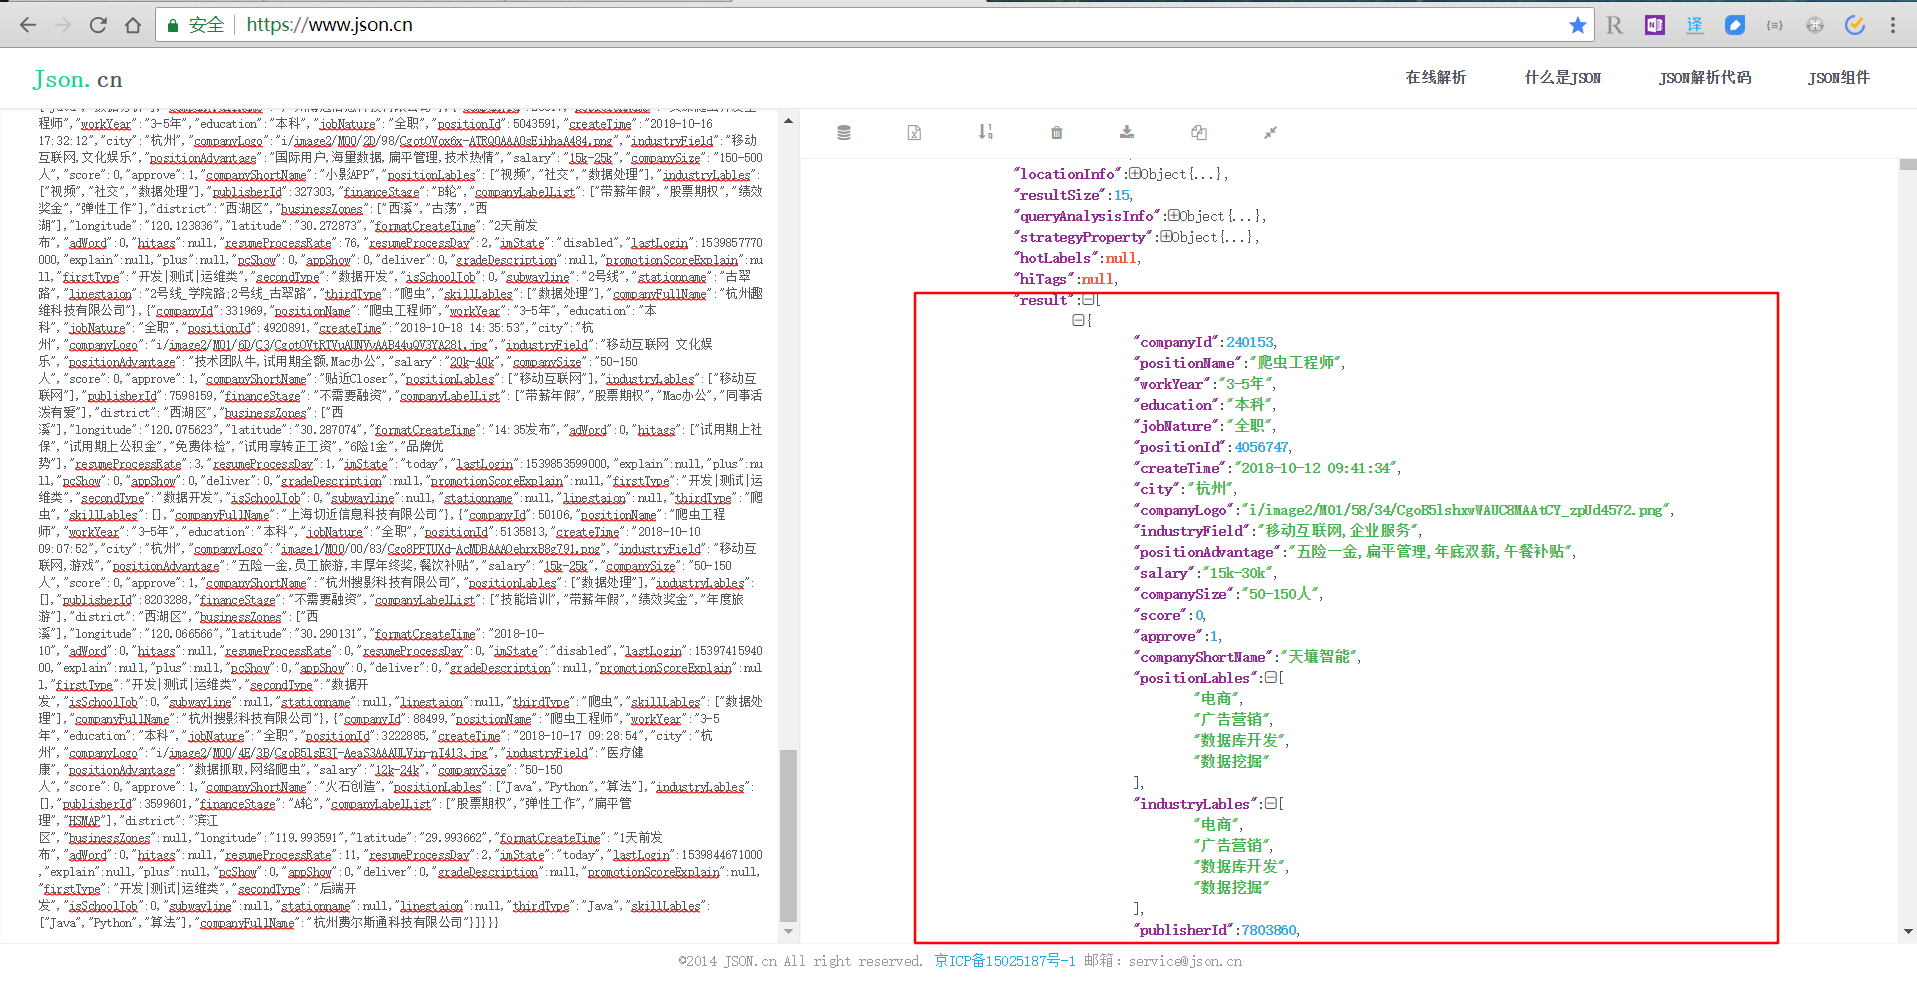 安全 https://www.json.cn
Json.cn
在线解析 什么是JSON JSON解析代码 JSON组件
程师","workYear":"3-5年","education":"本科","jobNature":"全职","positionId":5043591,"createTime":"2018-10-16
17:32:12","city":"杭州","companyLogo":"i/image2/M00/2D/98/CgotOVox6x-ATRQOAAAOsEihhaA484.png","industryField":"移动
互联网,文化娱乐","positionAdvantage":"国际用户,海量数据,扁平管理,技术热情","salary":"15k-25k","companySize":"150-500
人","score":0,"approve":1,"companyShortName":"小影APP","positionLables":["视频","社交","数据处理"],"industryLables":
["视频","社交","数据处理"],"publisherId":327303,"financeStage":"B轮","companyLabelList":["带薪年假","股票期权","绩效
奖金","弹性工作"],"district":"西湖区","businessZones":["西溪","古荡","西
湖"],"longitude":"120.123836","latitude":"30.272873","formatCreateTime":"2天前发
布","adWord":0,"hitags":null,"resumeProcessRate":76,"resumeProcessDay":2,"imState":"disabled","lastLogin":1539857770
000,"explain":null,"plus":null,"pcShow":0,"appShow":0,"deliver":0,"gradeDescription":null,"promotionScoreExplain":nu
ll,"firstType":"开发|测试|运维类","secondType":"数据开发","isSchoolJob":0,"subwayline":"2号线","stationname":"古翠
路","linestaion":"2号线_学院路;2号线_古翠路","thirdType":"爬虫","skillLables":["数据处理"],"companyFullName":"杭州趣
维科技有限公司"},{"companyId":331969,"positionName":"爬虫工程师","workYear":"3-5年","education":"本
科","jobNature":"全职","positionId":4920891,"createTime":"2018-10-18 14:35:53","city":"杭
州","companyLogo":"i/image2/M01/6D/C3/CgotOVtRTVuAUNVvAAB44uQV3YA281.jpg","industryField":"移动互联网 文化娱
乐","positionAdvantage":"技术团队牛,试用期全额,Mac办公","salary":"20k-40k","companySize":"50-150
人","score":0,"approve":1,"companyShortName":"贴近Closer","positionLables":["移动互联网"],"industryLables":["移动互
联网"],"publisherId":7598159,"financeStage":"不需要融资","companyLabelList":["带薪年假","股票期权","Mac办公","同事活
泼有爱"],"district":"西湖区","businessZones":["西
溪"],"longitude":"120.075623","latitude":"30.287074","formatCreateTime":"14:35发布","adWord":0,"hitags":["试用期上社
保","试用期上公积金","免费体检","试用享转正工资","6险1金","品牌优
势"],"resumeProcessRate":3,"resumeProcessDay":1,"imState":"today","lastLogin":1539853599000,"explain":null,"plus":nu
ll,"pcShow":0,"appShow":0,"deliver":0,"gradeDescription":null,"promotionScoreExplain":null,"firstType":"开发|测试|运
维类","secondType":"数据开发","isSchoolJob":0,"subwayline":null,"stationname":null,"linestaion":null,"thirdType":"爬
虫","skillLables":[],"companyFullName":"上海切近信息科技有限公司"},{"companyId":50106,"positionName":"爬虫工程
师","workYear":"3-5年","education":"本科","jobNature":"全职","positionId":5135813,"createTime":"2018-10-10
09:07:52","city":"杭州","companyLogo":"image1/M00/00/83/Cgo8PFTUXd-AcMDBAAAOehrxB8g791.png","industryField":"移动互
联网,游戏","positionAdvantage":"五险一金,员工旅游,丰厚年终奖,餐饮补贴","salary":"15k-25k","companySize":"50-150
人","score":0,"approve":1,"companyShortName":"杭州搜影科技有限公司","positionLables":["数据处理"],"industryLables":
[],"publisherId":8203288,"financeStage":"不需要融资","companyLabelList":["技能培训","带薪年假","绩效奖金","年度旅
游"],"district":"西湖区","businessZones":["西
溪"],"longitude":"120.066566","latitude":"30.290131","formatCreateTime":"2018-10-
10","adWord":0,"hitags":null,"resumeProcessRate":0,"resumeProcessDay":0,"imState":"disabled","lastLogin":15397415940
00,"explain":null,"plus":null,"pcShow":0,"appShow":0,"deliver":0,"gradeDescription":null,"promotionScoreExplain":nul
l,"firstType":"开发|测试|运维类","secondType":"数据开
发","isSchoolJob":0,"subwayline":null,"stationname":null,"linestaion":null,"thirdType":"爬虫","skillLables":["数据处
理"],"companyFullName":"杭州搜影科技有限公司"},{"companyId":88499,"positionName":"爬虫工程师","workYear":"3-5
年","education":"本科","jobNature":"全职","positionId":3222885,"createTime":"2018-10-17 09:28:54","city":"杭
州","companyLogo":"i/image2/M00/4E/3B/CgoB5lsE3I-AeaS3AAAULVin-nI413.jpg","industryField":"医疗健
康","positionAdvantage":"数据抓取,网络爬虫","salary":"12k-24k","companySize":"50-150
人","score":0,"approve":1,"companyShortName":"火石创造","positionLables":["Java","Python","算法"],"industryLables":
[],"publisherId":3599601,"financeStage":"A轮","companyLabelList":["股票期权","弹性工作","扁平管
理","HSMAP"],"district":"滨江
区","businessZones":null,"longitude":"119.993591","latitude":"29.993662","formatCreateTime":"1天前发
布","adWord":0,"hitags":null,"resumeProcessRate":11,"resumeProcessDay":2,"imState":"today","lastLogin":1539844671000
,"explain":null,"plus":null,"pcShow":0,"appShow":0,"deliver":0,"gradeDescription":null,"promotionScoreExplain":null,
"firstType":"开发|测试|运维类","secondType":"后端开
发","isSchoolJob":0,"subwayline":null,"stationname":null,"linestaion":null,"thirdType":"Java","skillLables":
["Java","Python","算法"],"companyFullName":"杭州费尔斯通科技有限公司"}]}}}
"locationInfo":Object{...},
"resultSize":15,
"queryAnalysisInfo":Object{...},
"strategyProperty":Object{...},
"hotLabels":null,
"hiTags":null,
"result":[
{
"companyId":240153,
"positionName":"爬虫工程师",
"workYear":"3-5年",
"education":"本科",
"jobNature":"全职",
"positionId":4056747,
"createTime":"2018-10-12 09:41:34",
"city":"杭州",
"companyLogo":"i/image2/M01/58/34/CgoB5lshxwWAUC8MAAtCY_zpUd4572.png",
"industryField":"移动互联网,企业服务",
"positionAdvantage":"五险一金,扁平管理,年底双薪,午餐补贴",
"salary":"15k-30k",
"companySize":"50-150人",
"score":0,
"approve":1,
"companyShortName":"天壤智能",
"positionLables":[
"电商",
"广告营销",
"数据库开发",
"数据挖掘"
],
"industryLables":[
"电商",
"广告营销",
"数据库开发",
"数据挖掘"
],
"publisherId":7803860,
©2014 JSON.cn All right reserved. 京ICP备15025187号-1 邮箱：service@json.cn